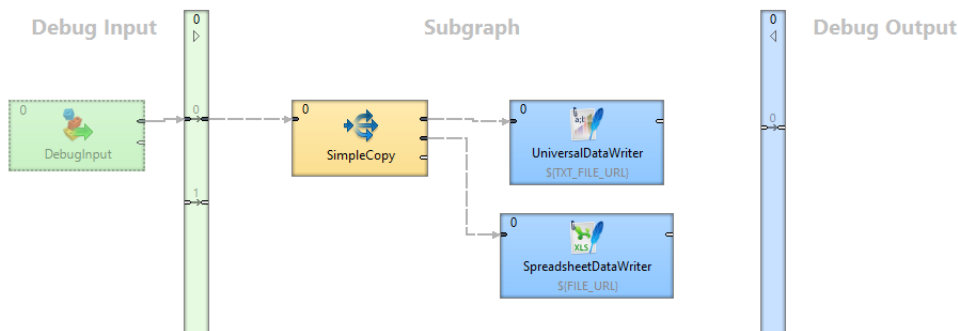 Debug Input
Subgraph
Debug Output
0
0
0
DebugInput
0
1
0
SimpleCopy
0
a;b
UniversalDataWriter
${TXT_FILE_URL}
0
XLS
SpreadsheetDataWriter
${FILE_URL}
0